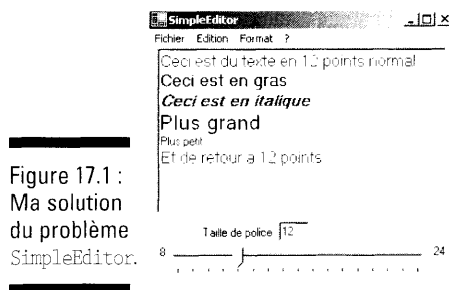 SimpleEditor
Fichier Edition Format ?
Ceci est du texte en 12 points normal
Ceci est en gras
Ceci est en italique
Plus grand
Plus petit
Et de retour a 12 points
Taille de police 12
8 24
Figure 17.1 :
Ma solution
du problème
SimpleEditor.